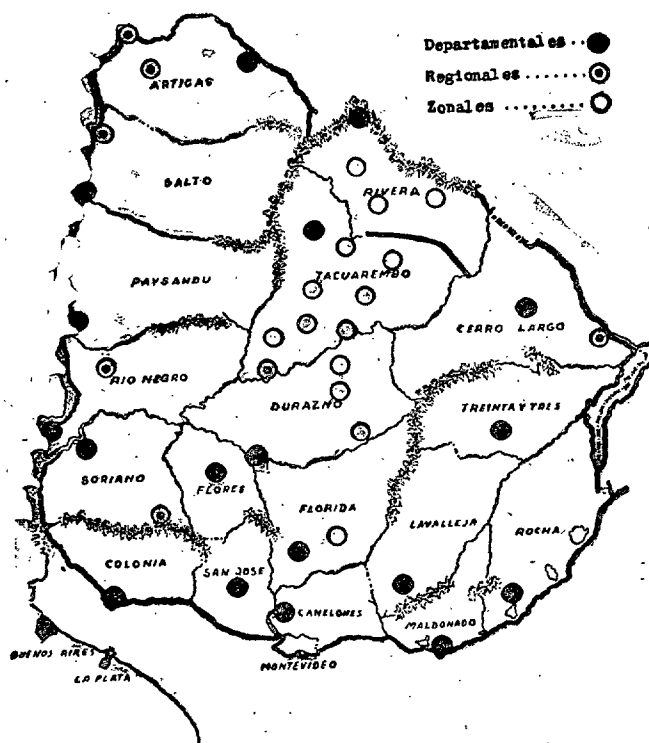 Departamentales ..
Regionales .......
Zonales ..........
ARTIGAS
SALTO
RIVERA
PAYSANDU
TACUAREMBO
CERRO LARGO
RIO NEGRO
DURAZNO
TREINTA Y TRES
SORIANO
FLORES
FLORIDA
LAVALLEJA
ROCHA
COLONIA
SAN JOSE
CANELONES
MALDONADO
MONTEVIDEO
BUENOS AIRES
LA PLATA